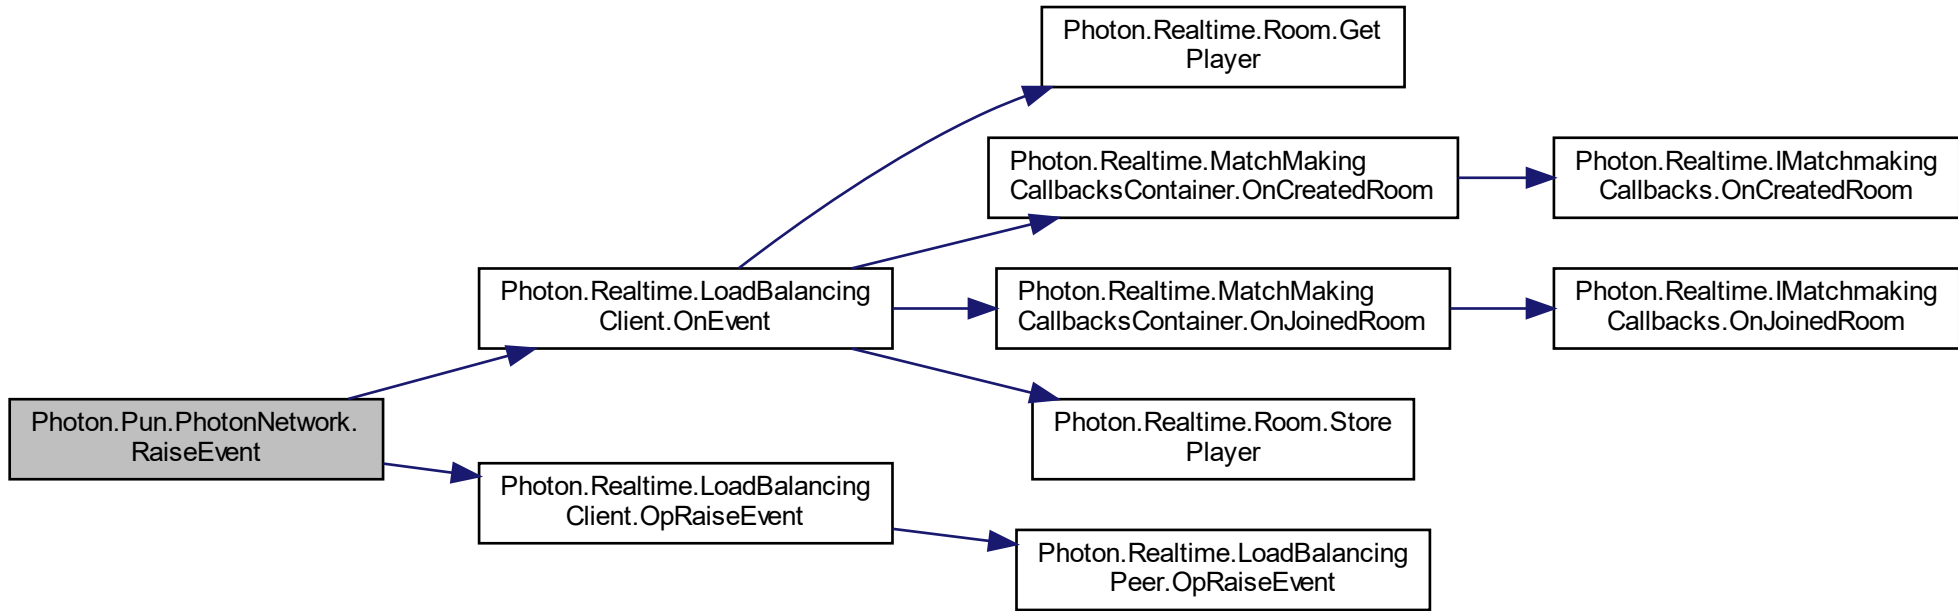 Photon.Pun.PhotonNetwork.
RaiseEvent
Photon.Realtime.LoadBalancing
Client.OnEvent
Photon.Realtime.Room.Get
Player
Photon.Realtime.MatchMaking
CallbacksContainer.OnCreatedRoom
Photon.Realtime.IMatchmaking
Callbacks.OnCreatedRoom
Photon.Realtime.MatchMaking
CallbacksContainer.OnJoinedRoom
Photon.Realtime.IMatchmaking
Callbacks.OnJoinedRoom
Photon.Realtime.Room.Store
Player
Photon.Realtime.LoadBalancing
Client.OpRaiseEvent
Photon.Realtime.LoadBalancing
Peer.OpRaiseEvent